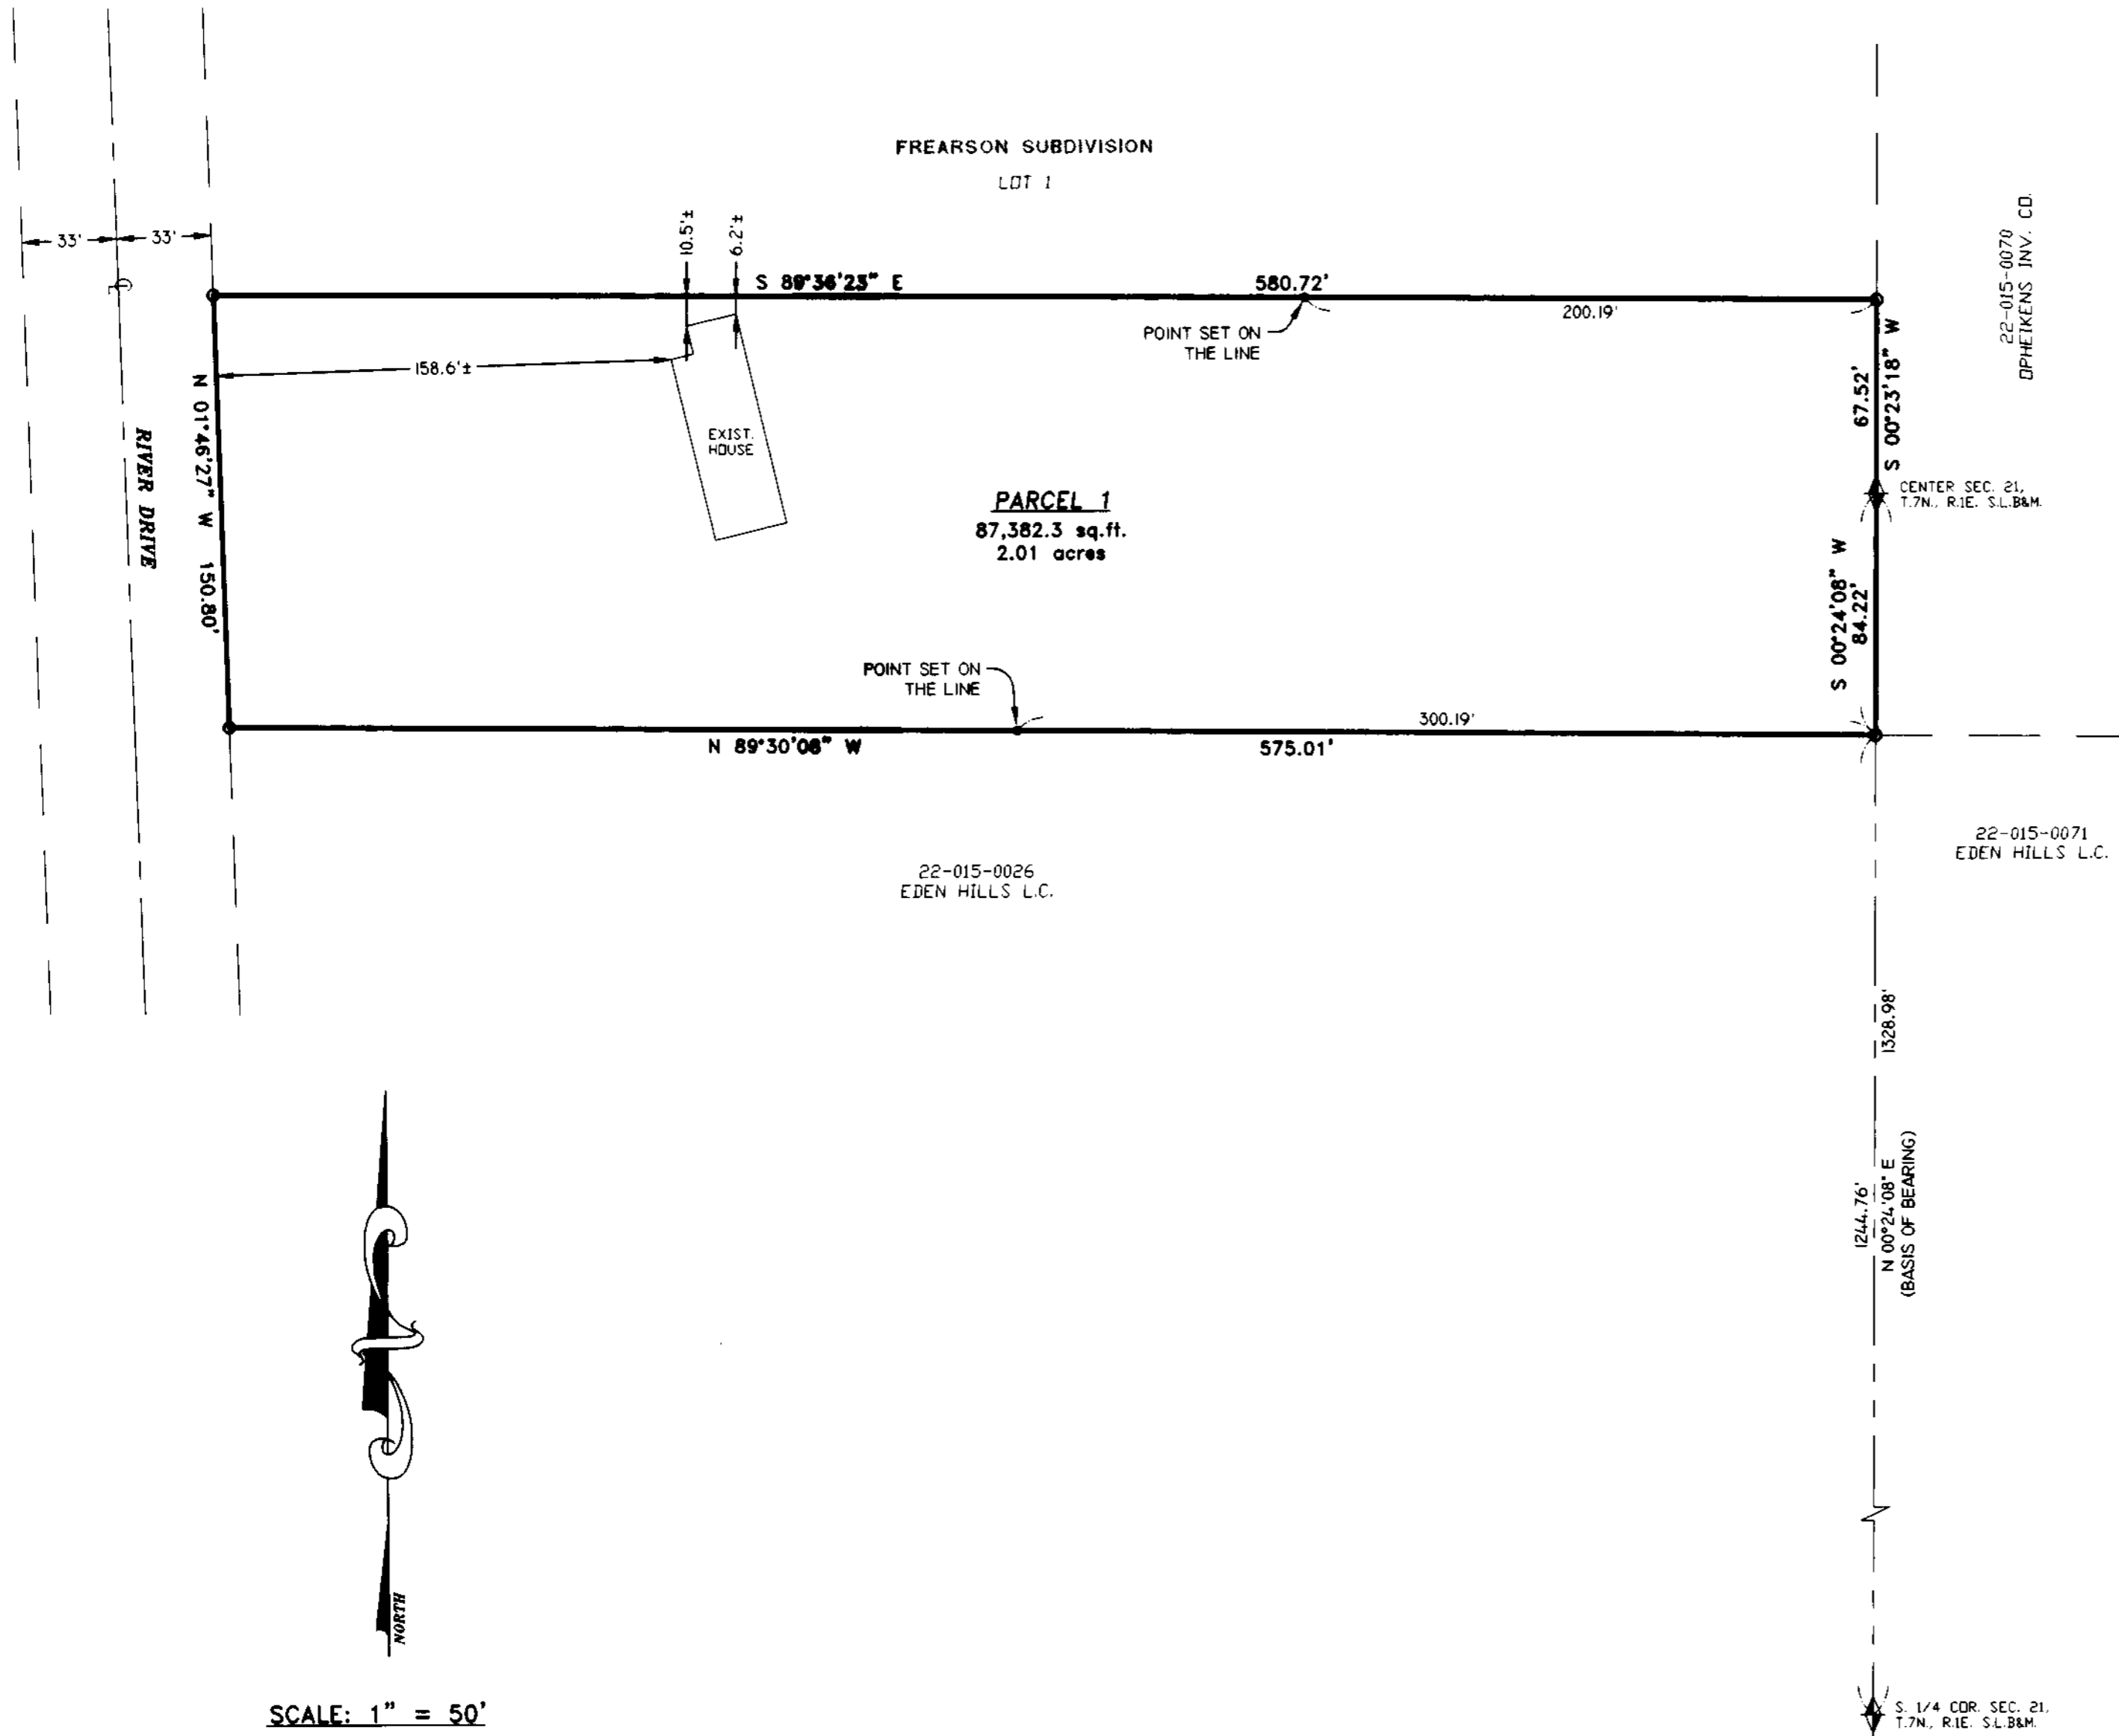 FREARSON SUBDIVISION
LOT 1
22-015-0070
OPHEIKENS INV. CO.
33'
33'
10.5'±
6.2'±
S 89°36'23" E
580.72'
200.19'
POINT SET ON
THE LINE
158.6'±
EXIST.
HOUSE
N 01°46'27" W 150.80'
RIVER DRIVE
67.52'
S 00°23'18" W
CENTER SEC. 21,
T.7N., R.1E. S.L.B&M.
PARCEL 1
87,382.3 sq.ft.
2.01 acres
S 00°24'08" W
84.22'
POINT SET ON
THE LINE
300.19'
N 89°30'08" W
575.01'
22-015-0026
EDEN HILLS L.C.
22-015-0071
EDEN HILLS L.C.
1328.98'
1244.76'
N 00°24'08" E
(BASIS OF BEARING)
NORTH
SCALE: 1" = 50'
S. 1/4 COR. SEC. 21,
T.7N., R.1E. S.L.B&M.